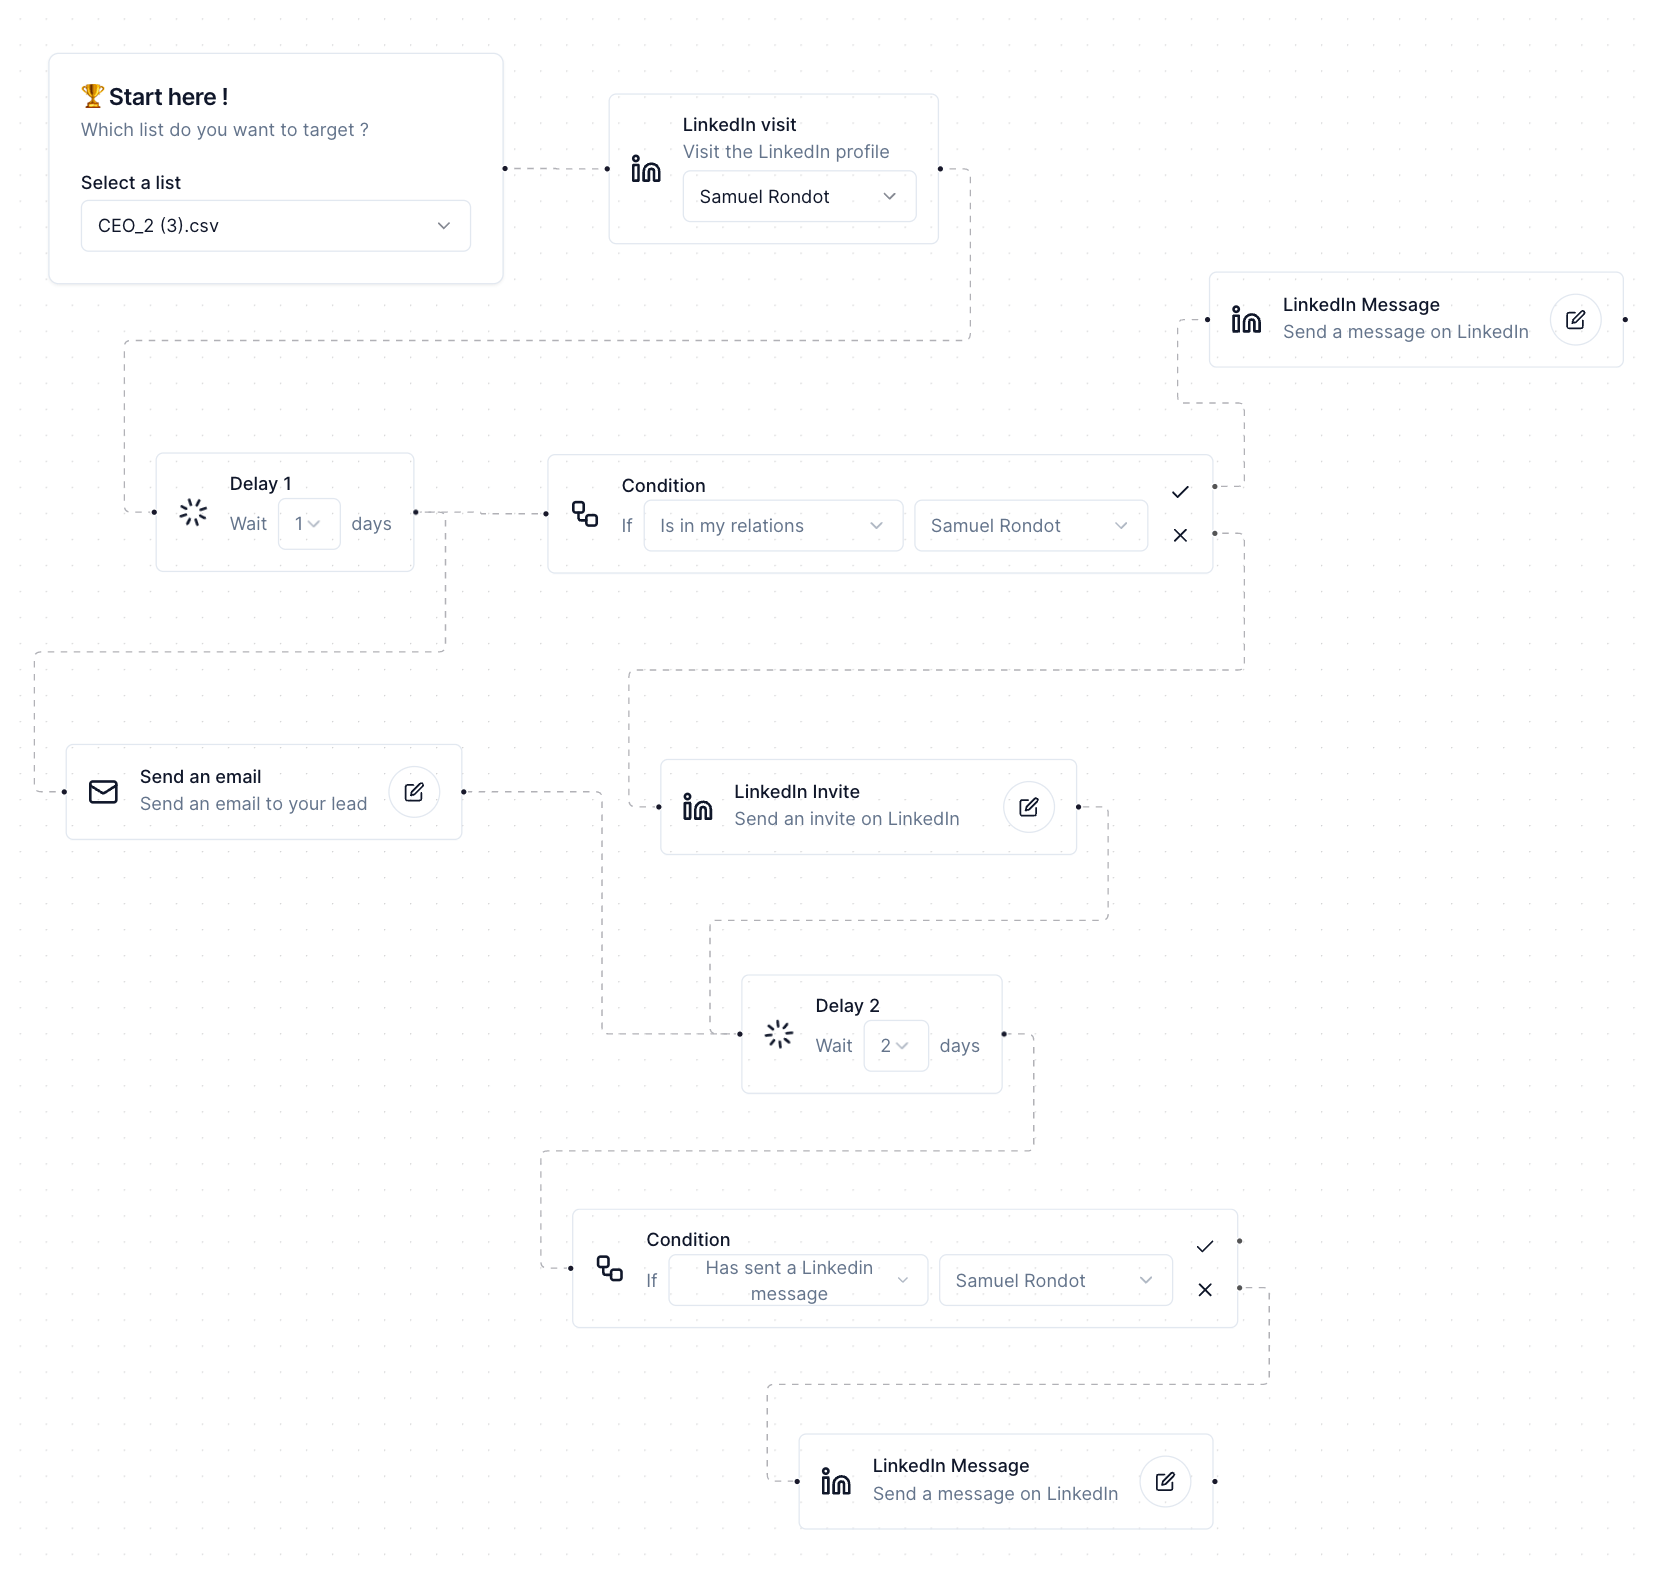 🏆 Start here !
Which list do you want to target ?
Select a list
CEO_2 (3).csv
LinkedIn visit
Visit the LinkedIn profile
Samuel Rondot
LinkedIn Message
Send a message on LinkedIn
Delay 1
Wait 1 days
Condition
If Is in my relations Samuel Rondot
Send an email
Send an email to your lead
LinkedIn Invite
Send an invite on LinkedIn
Delay 2
Wait 2 days
Condition
If Has sent a Linkedin
message
Samuel Rondot
LinkedIn Message
Send a message on LinkedIn